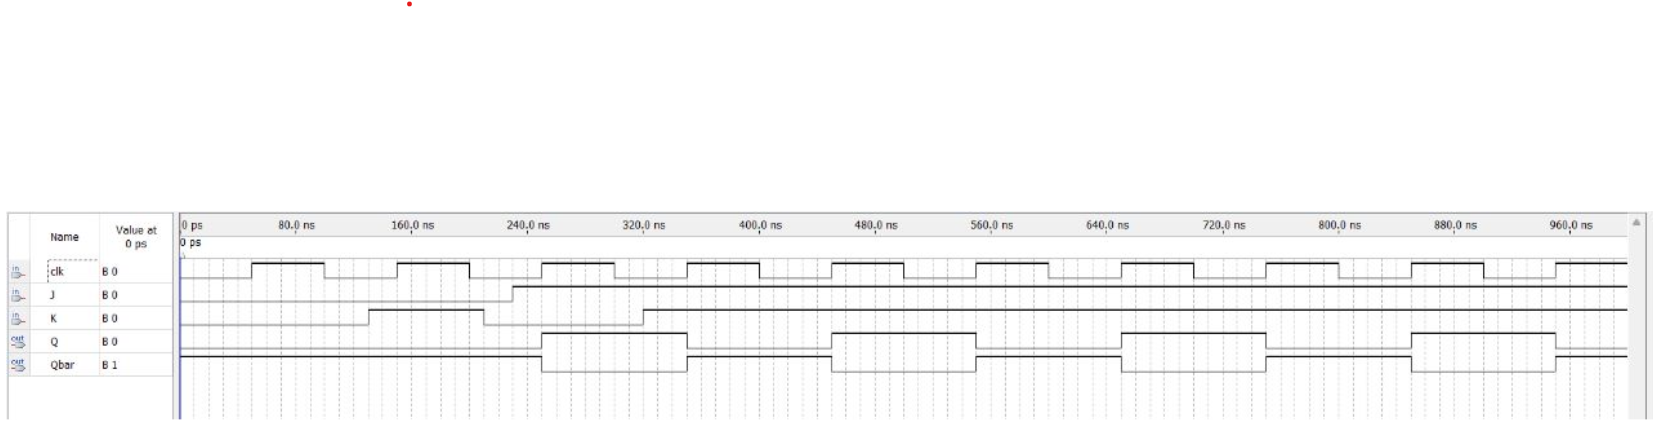 Name Value at 0 ps
0 ps 80.0 ns 160.0 ns 240.0 ns 320.0 ns 400.0 ns 480.0 ns 560.0 ns 640.0 ns 720.0 ns 800.0 ns 880.0 ns 960.0 ns
0 ps
in clk B 0
in J B 0
in K B 0
out Q B 0
out Qbar B 1